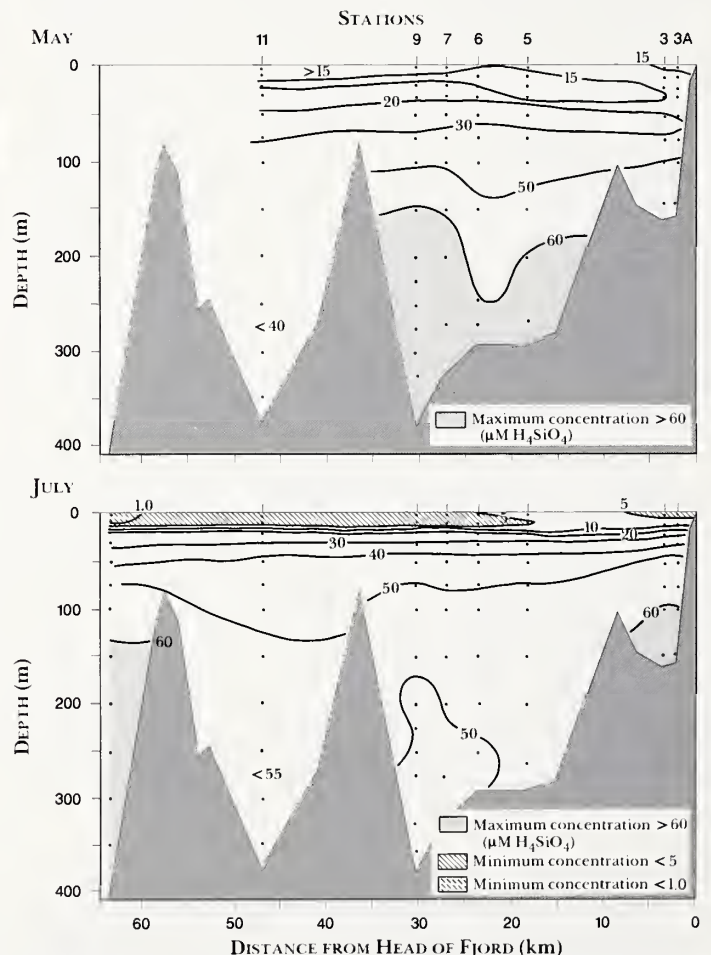 STATIONS
MAY
11 9 7 6 5 3 3A
0
100
200
300
400
DEPTH (m)
>15
15
15
20
30
50
60
<40
Maximum concentration >60
(µM H₄SiO₄)
JULY
0
100
200
300
400
DEPTH (m)
1.0
5
10
20
30
40
50
60
60
50
<55
Maximum concentration >60
(µM H₄SiO₄)
Minimum concentration <5
Minimum concentration <1.0
60 50 40 30 20 10 0
DISTANCE FROM HEAD OF FJORD (km)